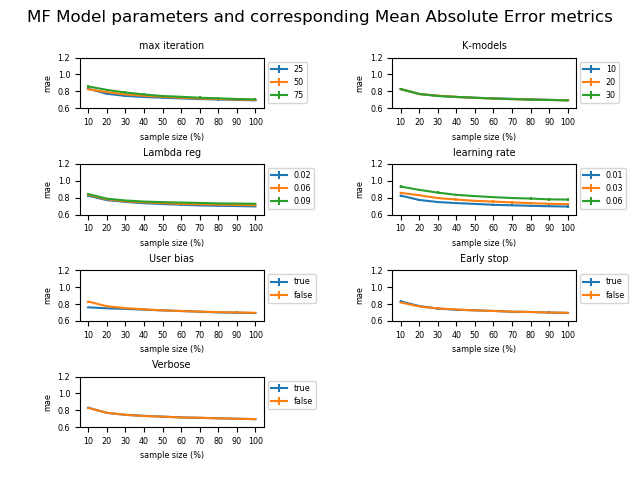 MF Model parameters and corresponding Mean Absolute Error metrics
max iteration
mae
1.2
1.0
0.8
0.6
10 20 30 40 50 60 70 80 90 100
sample size (%)
25
50
75
K-models
mae
1.2
1.0
0.8
0.6
10 20 30 40 50 60 70 80 90 100
sample size (%)
10
20
30
Lambda reg
mae
1.2
1.0
0.8
0.6
10 20 30 40 50 60 70 80 90 100
sample size (%)
0.02
0.06
0.09
learning rate
mae
1.2
1.0
0.8
0.6
10 20 30 40 50 60 70 80 90 100
sample size (%)
0.01
0.03
0.06
User bias
mae
1.2
1.0
0.8
0.6
10 20 30 40 50 60 70 80 90 100
sample size (%)
true
false
Early stop
mae
1.2
1.0
0.8
0.6
10 20 30 40 50 60 70 80 90 100
sample size (%)
true
false
Verbose
mae
1.2
1.0
0.8
0.6
10 20 30 40 50 60 70 80 90 100
sample size (%)
true
false